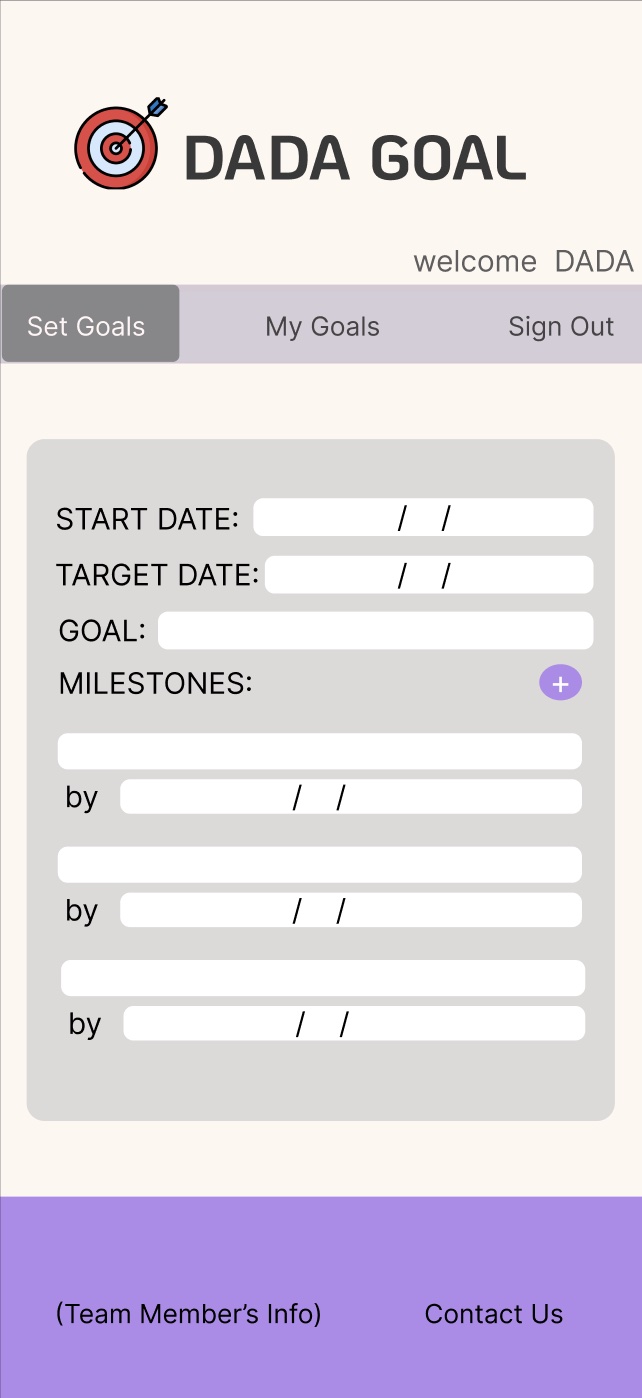 DADA GOAL
welcome DADA
Set Goals My Goals Sign Out
START DATE: / /
TARGET DATE: / /
GOAL:
MILESTONES: +
by / /
by / /
by / /
(Team Member’s Info) Contact Us